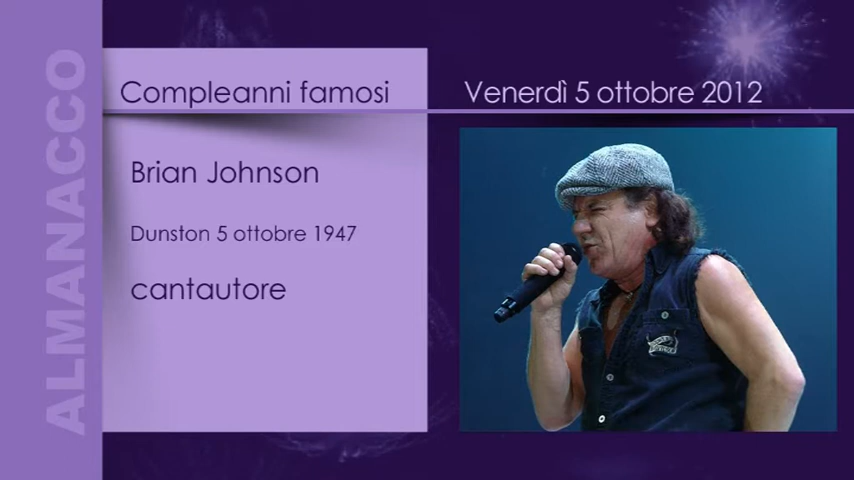 ALMANACCO
Compleanni famosi
Venerdì 5 ottobre 2012
Brian Johnson
Dunston 5 ottobre 1947
cantautore